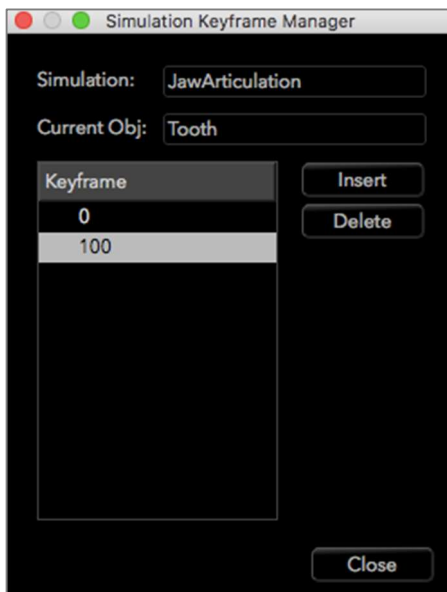 Simulation Keyframe Manager
Simulation: JawArticulation
Current Obj: Tooth
Keyframe
Insert
0
Delete
100
Close